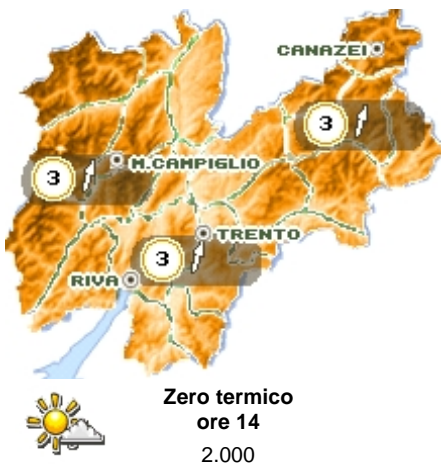 CANAZEI
3
3
M.CAMPIGLIO
TRENTO
3
RIVA
Zero termico
ore 14
2.000